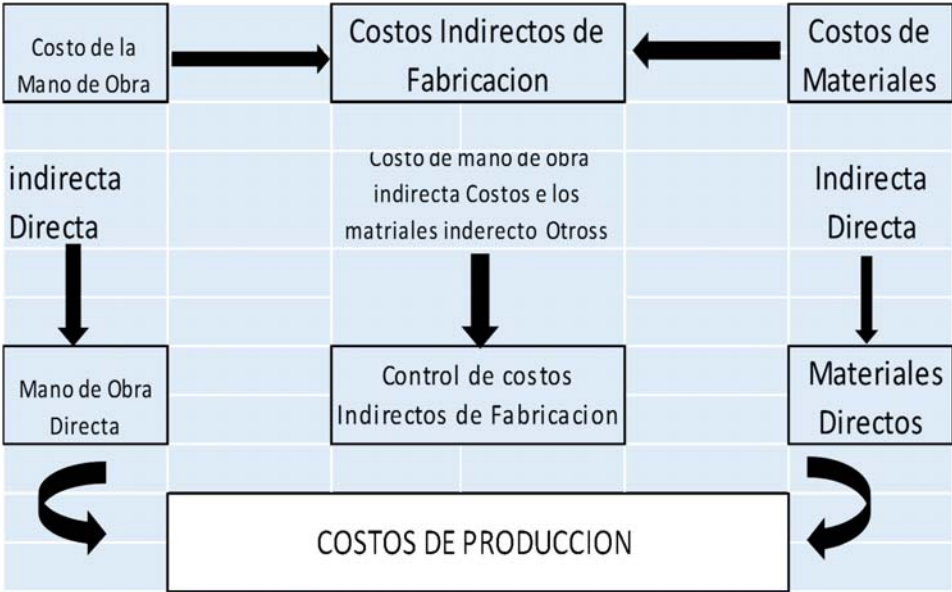 Costo de la
Mano de Obra
Costos Indirectos de
Fabricacion
Costos de
Materiales
indirecta
Directa
Costo de mano de obra
indirecta Costos e los
matriales inderecto Otross
Indirecta
Directa
Mano de Obra
Directa
Control de costos
Indirectos de Fabricacion
Materiales
Directos
COSTOS DE PRODUCCION